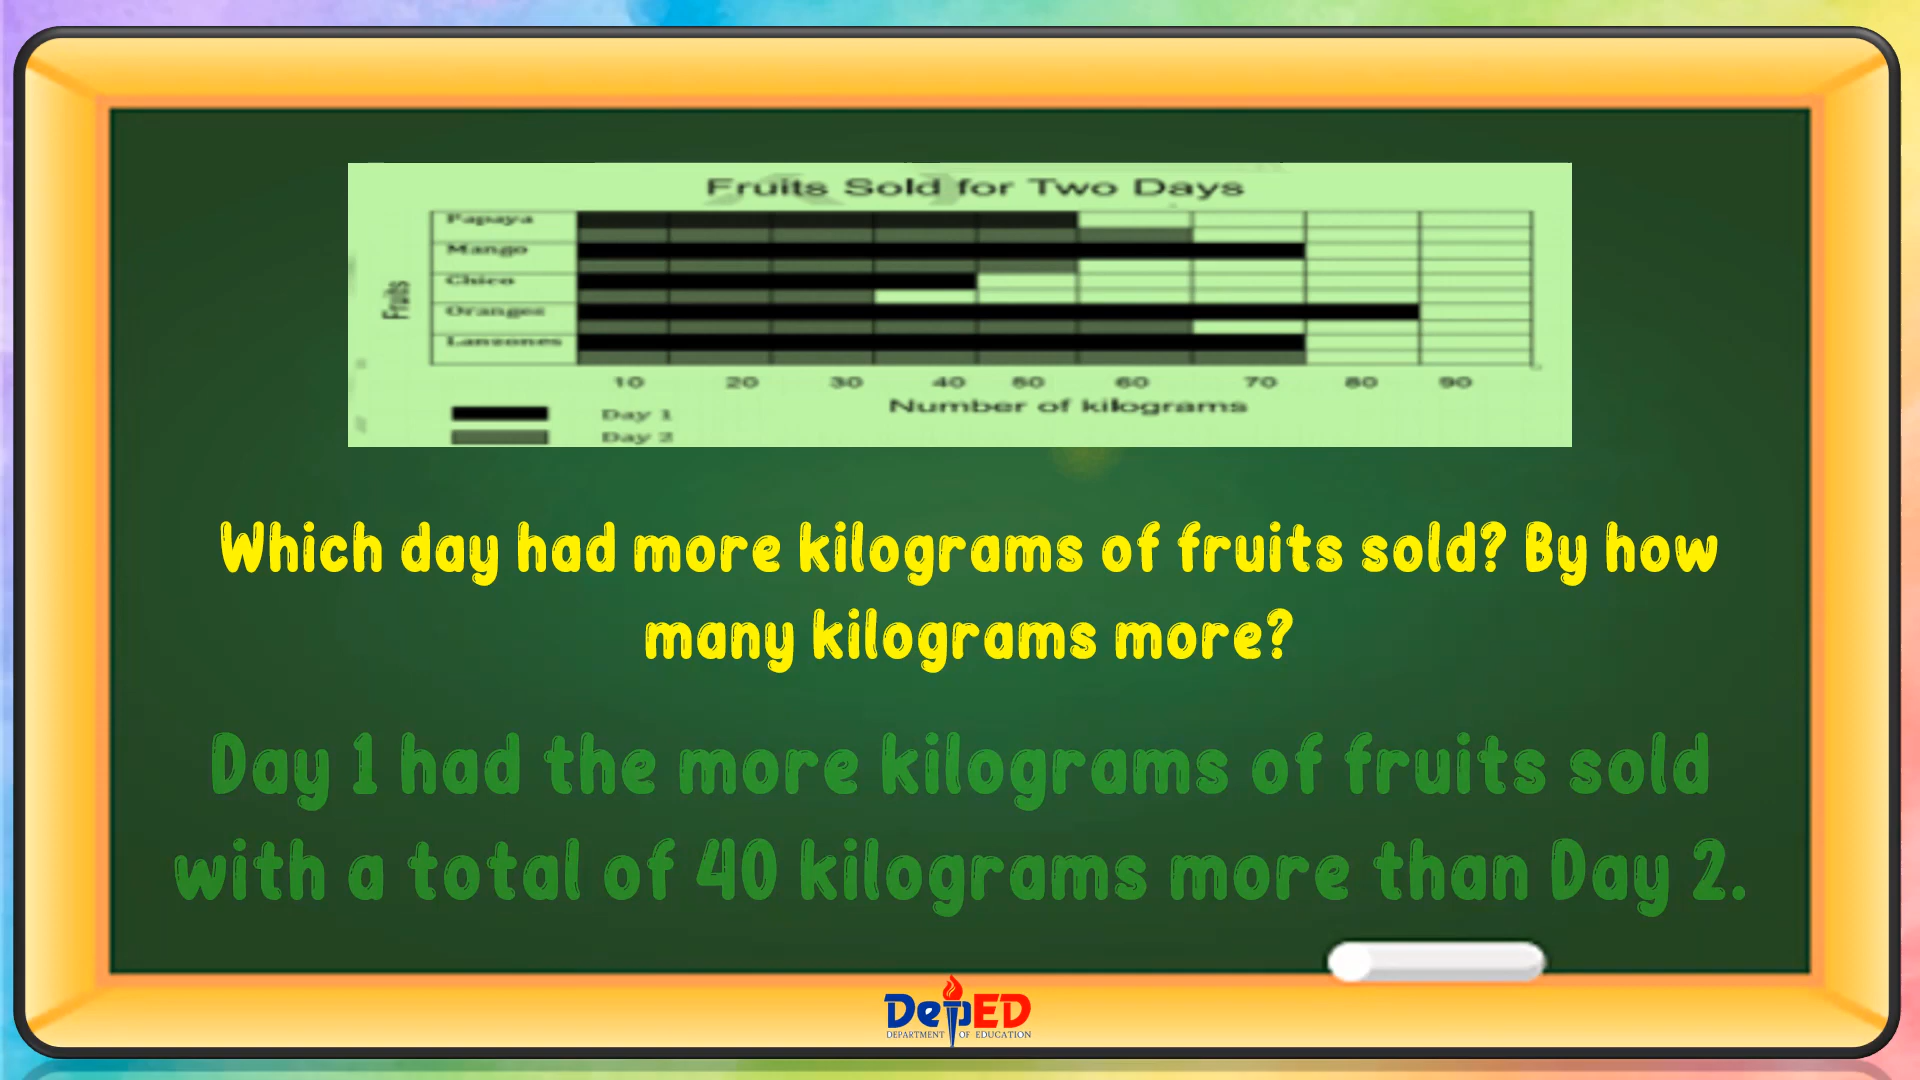 Fruits Sold for Two Days
Papaya
Mango
Chico
Oranges
Lanzones
Fruits
10 20 30 40 50 60 70 80 90
Number of kilograms
Day 1
Day 2
Which day had more kilograms of fruits sold? By how
many kilograms more?
Day 1 had the more kilograms of fruits sold
with a total of 40 kilograms more than Day 2.
DepED
DEPARTMENT OF EDUCATION